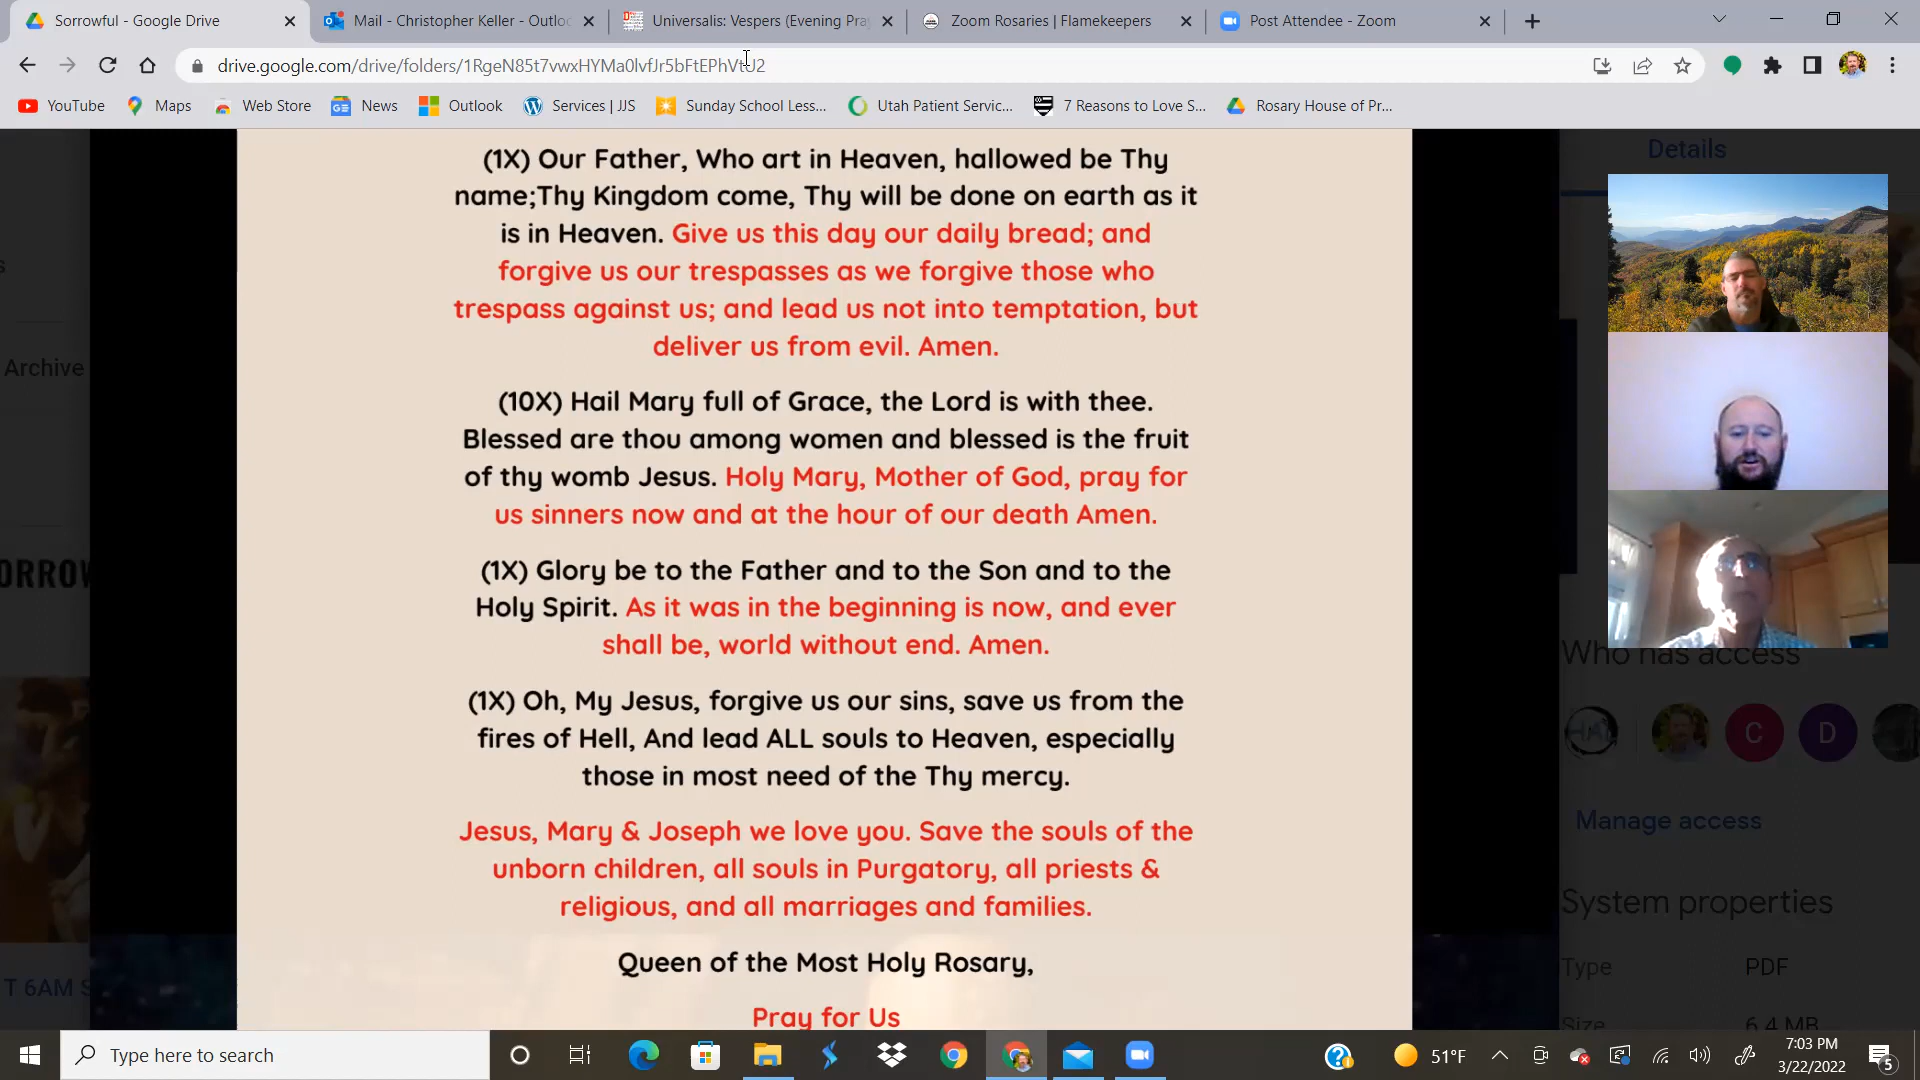 Sorrowful - Google Drive
Mail - Christopher Keller - Outloo
Universalis: Vespers (Evening Pra
Zoom Rosaries | Flamekeepers
Post Attendee - Zoom
drive.google.com/drive/folders/1RgeN85t7vwxHYMa0lvfJr5bFtEPhVtU2
YouTube
Maps
Web Store
News
Outlook
Services | JJS
Sunday School Less...
Utah Patient Servic...
7 Reasons to Love S...
Rosary House of Pr...
(1X) Our Father, Who art in Heaven, hallowed be Thy
name;Thy Kingdom come, Thy will be done on earth as it
is in Heaven. Give us this day our daily bread; and
forgive us our trespasses as we forgive those who
trespass against us; and lead us not into temptation, but
deliver us from evil. Amen.
(10X) Hail Mary full of Grace, the Lord is with thee.
Blessed are thou among women and blessed is the fruit
of thy womb Jesus. Holy Mary, Mother of God, pray for
us sinners now and at the hour of our death Amen.
(1X) Glory be to the Father and to the Son and to the
Holy Spirit. As it was in the beginning is now, and ever
shall be, world without end. Amen.
(1X) Oh, My Jesus, forgive us our sins, save us from the
fires of Hell, And lead ALL souls to Heaven, especially
those in most need of the Thy mercy.
Jesus, Mary & Joseph we love you. Save the souls of the
unborn children, all souls in Purgatory, all priests &
religious, and all marriages and families.
Queen of the Most Holy Rosary,
Pray for Us
Archive
ORROW
T 6AM S
Details
Who has access
C
D
Manage access
System properties
Type
PDF
Size
6.4 MB
Type here to search
51°F
7:03 PM
3/22/2022
5